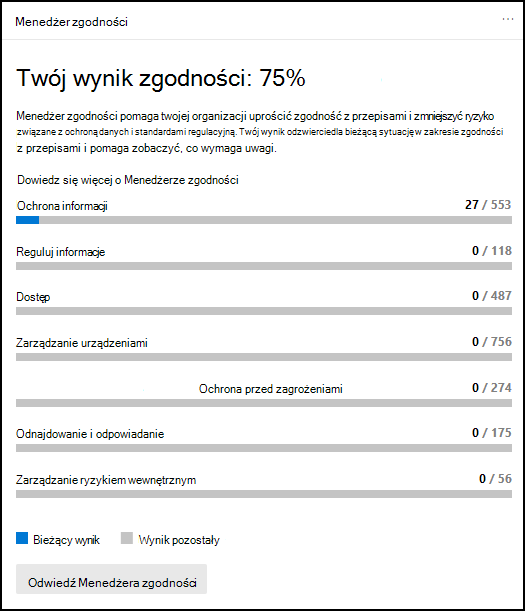 Menedżer zgodności
Twój wynik zgodności: 75%
Menedżer zgodności pomaga twojej organizacji uprościć zgodność z przepisami i zmniejszyć ryzyko
związane z ochroną danych i standardami regulacyjną. Twój wynik odzwierciedla bieżącą sytuację w zakresie zgodności
z przepisami i pomaga zobaczyć, co wymaga uwagi.
Dowiedz się więcej o Menedżerze zgodności
Ochrona informacji 27 / 553
Reguluj informacje 0 / 118
Dostęp 0 / 487
Zarządzanie urządzeniami 0 / 756
Ochrona przed zagrożeniami 0 / 274
Odnajdowanie i odpowiadanie 0 / 175
Zarządzanie ryzykiem wewnętrznym 0 / 56
Bieżący wynik Wynik pozostały
Odwiedź Menedżera zgodności